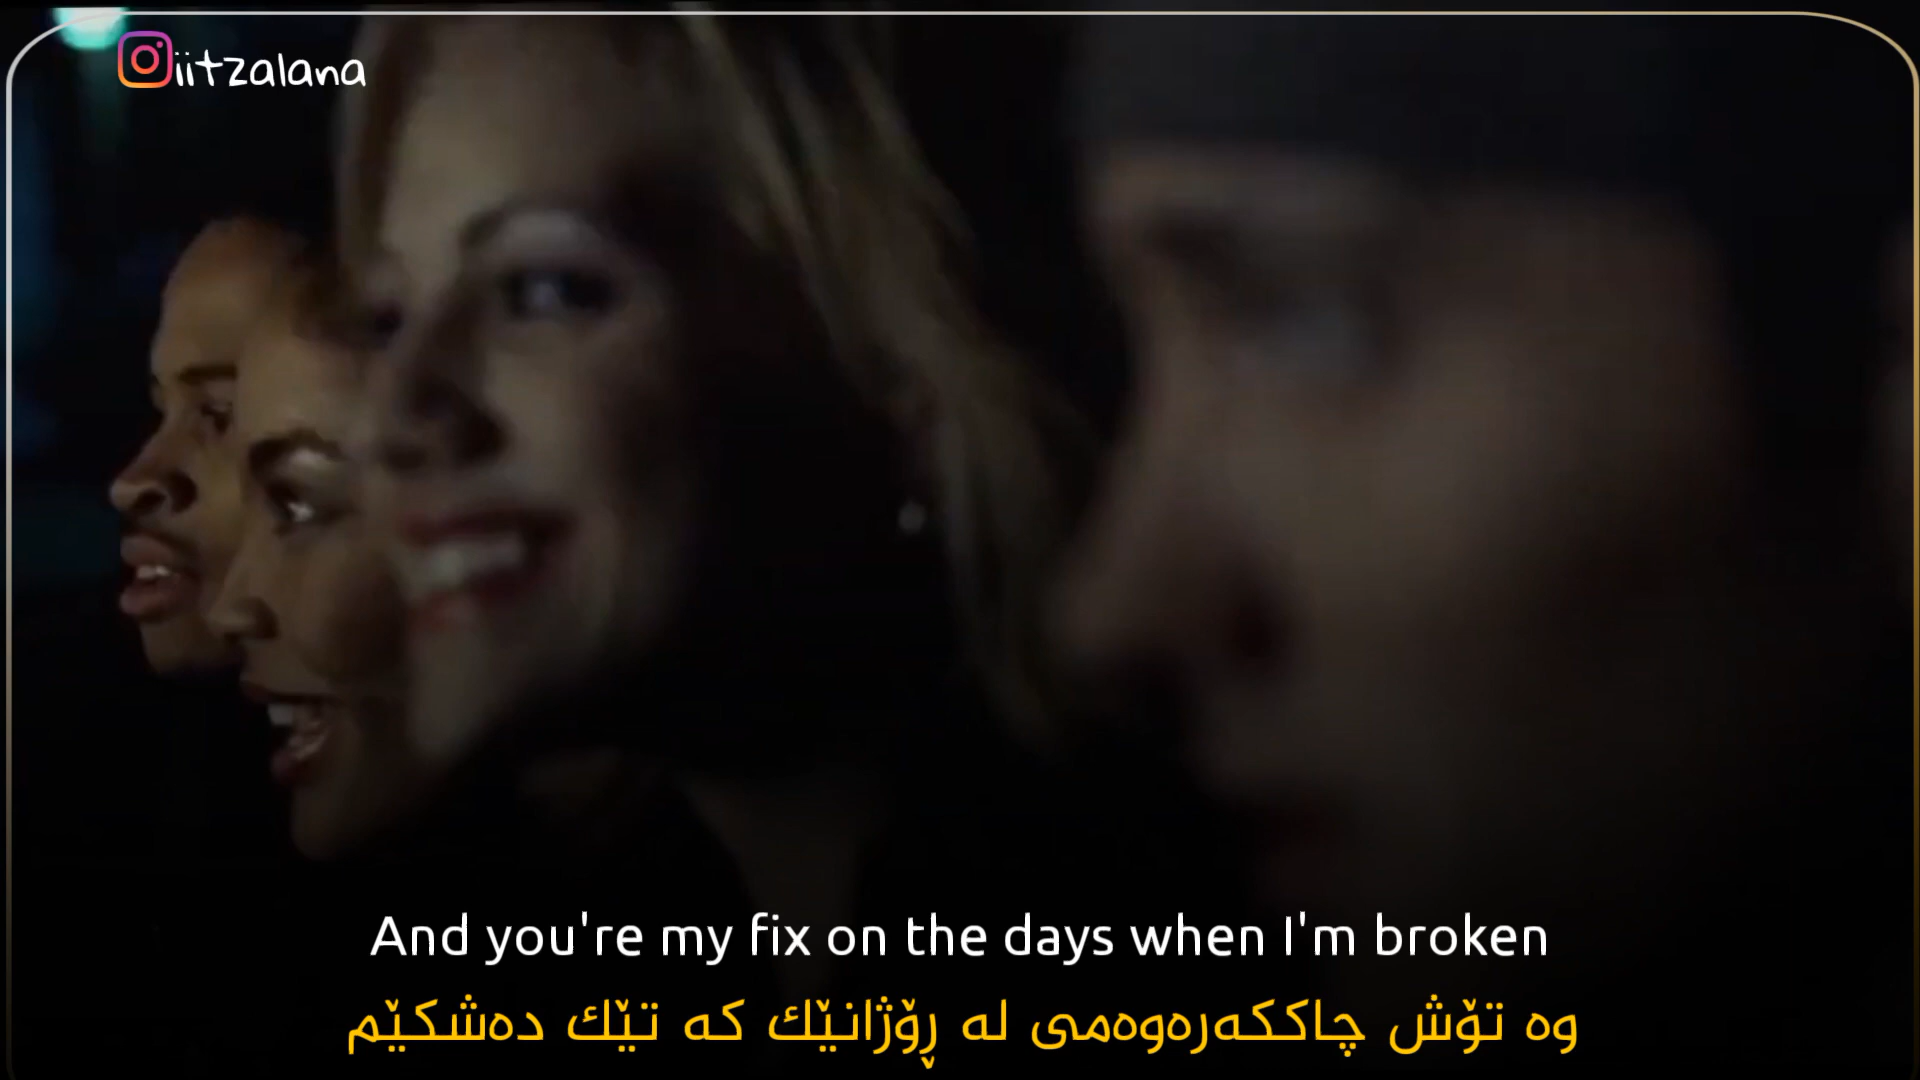 iitzalana
And you're my fix on the days when I'm broken
وە تۆش چاککەرەوەمی لە ڕۆژانێك کە تێك دەشکێم